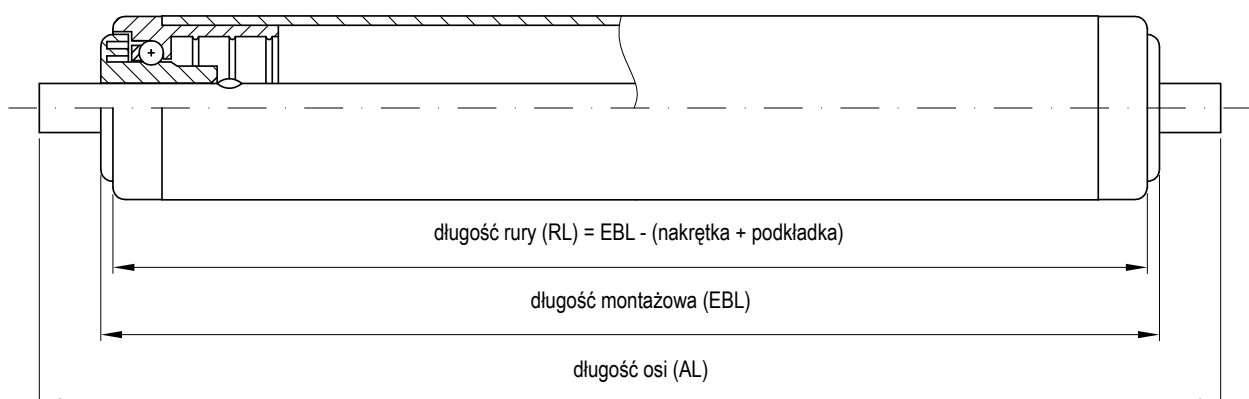 długość rury (RL) = EBL - (nakrętka + podkładka)
długość montażowa (EBL)
długość osi (AL)